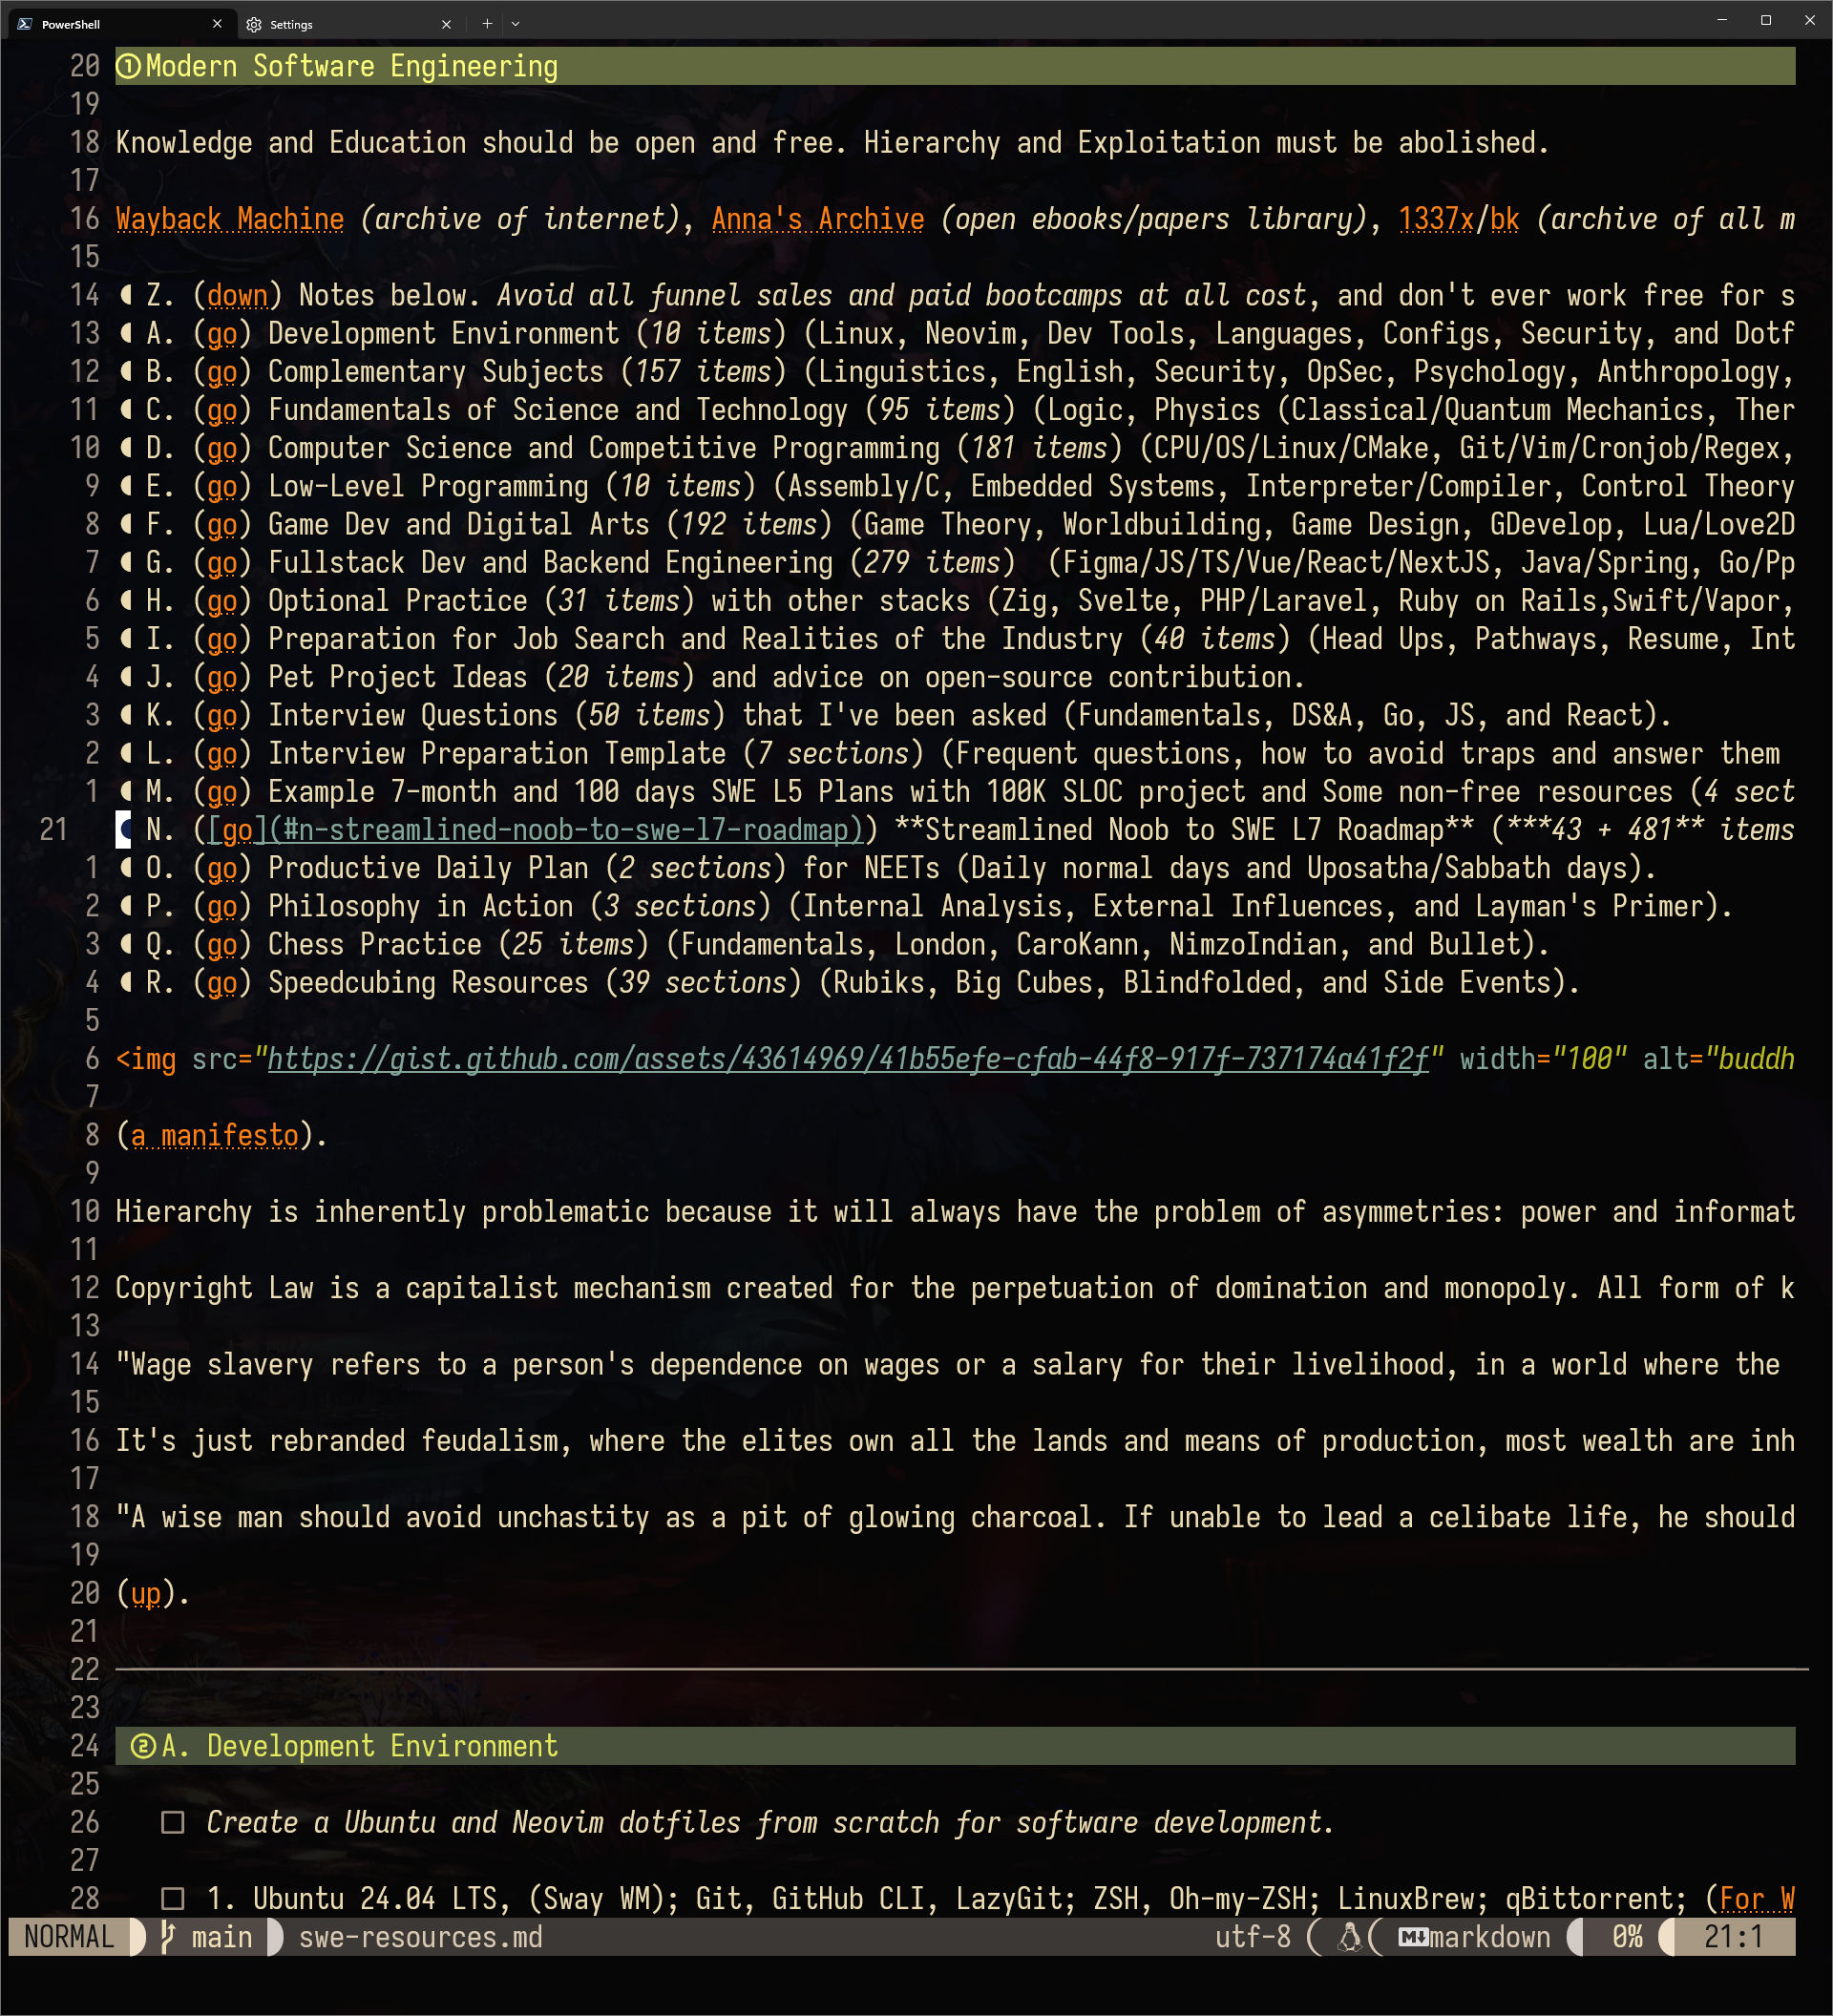 PowerShell
Settings
20 ①Modern Software Engineering
19
18 Knowledge and Education should be open and free. Hierarchy and Exploitation must be abolished.
17
16 Wayback Machine (archive of internet), Anna's Archive (open ebooks/papers library), 1337x/bk (archive of all m
15
14 Z. (down) Notes below. Avoid all funnel sales and paid bootcamps at all cost, and don't ever work free for s
13 A. (go) Development Environment (10 items) (Linux, Neovim, Dev Tools, Languages, Configs, Security, and Dotf
12 B. (go) Complementary Subjects (157 items) (Linguistics, English, Security, OpSec, Psychology, Anthropology,
11 C. (go) Fundamentals of Science and Technology (95 items) (Logic, Physics (Classical/Quantum Mechanics, Ther
10 D. (go) Computer Science and Competitive Programming (181 items) (CPU/OS/Linux/CMake, Git/Vim/Cronjob/Regex,
9 E. (go) Low-Level Programming (10 items) (Assembly/C, Embedded Systems, Interpreter/Compiler, Control Theory
8 F. (go) Game Dev and Digital Arts (192 items) (Game Theory, Worldbuilding, Game Design, GDevelop, Lua/Love2D
7 G. (go) Fullstack Dev and Backend Engineering (279 items)  (Figma/JS/TS/Vue/React/NextJS, Java/Spring, Go/Pp
6 H. (go) Optional Practice (31 items) with other stacks (Zig, Svelte, PHP/Laravel, Ruby on Rails,Swift/Vapor,
5 I. (go) Preparation for Job Search and Realities of the Industry (40 items) (Head Ups, Pathways, Resume, Int
4 J. (go) Pet Project Ideas (20 items) and advice on open-source contribution.
3 K. (go) Interview Questions (50 items) that I've been asked (Fundamentals, DS&A, Go, JS, and React).
2 L. (go) Interview Preparation Template (7 sections) (Frequent questions, how to avoid traps and answer them
1 M. (go) Example 7-month and 100 days SWE L5 Plans with 100K SLOC project and Some non-free resources (4 sect
21 N. ([go](#n-streamlined-noob-to-swe-l7-roadmap)) **Streamlined Noob to SWE L7 Roadmap** (***43 + 481** items
1 O. (go) Productive Daily Plan (2 sections) for NEETs (Daily normal days and Uposatha/Sabbath days).
2 P. (go) Philosophy in Action (3 sections) (Internal Analysis, External Influences, and Layman's Primer).
3 Q. (go) Chess Practice (25 items) (Fundamentals, London, CaroKann, NimzoIndian, and Bullet).
4 R. (go) Speedcubing Resources (39 sections) (Rubiks, Big Cubes, Blindfolded, and Side Events).
5
6 <img src="https://gist.github.com/assets/43614969/41b55efe-cfab-44f8-917f-737174a41f2f" width="100" alt="buddh
7
8 (a manifesto).
9
10 Hierarchy is inherently problematic because it will always have the problem of asymmetries: power and informat
11
12 Copyright Law is a capitalist mechanism created for the perpetuation of domination and monopoly. All form of k
13
14 "Wage slavery refers to a person's dependence on wages or a salary for their livelihood, in a world where the
15
16 It's just rebranded feudalism, where the elites own all the lands and means of production, most wealth are inh
17
18 "A wise man should avoid unchastity as a pit of glowing charcoal. If unable to lead a celibate life, he should
19
20 (up).
21
22
23
24 ②A. Development Environment
25
26 Create a Ubuntu and Neovim dotfiles from scratch for software development.
27
28 1. Ubuntu 24.04 LTS, (Sway WM); Git, GitHub CLI, LazyGit; ZSH, Oh-my-ZSH; LinuxBrew; qBittorrent; (For W
NORMAL main swe-resources.md utf-8 markdown 0% 21:1